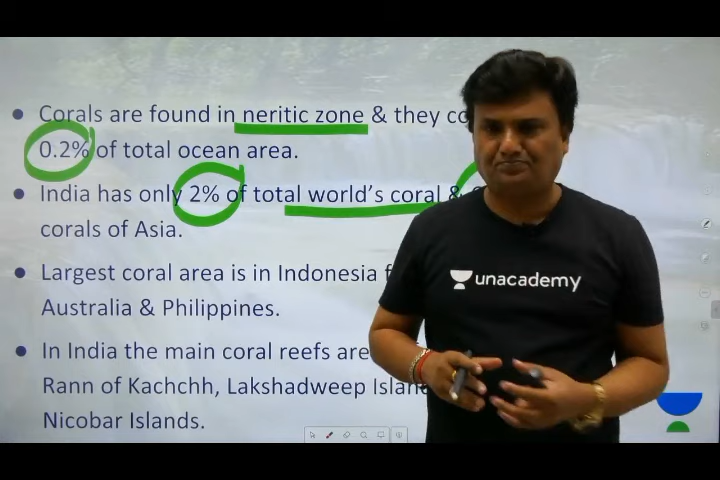 Corals are found in neritic zone & they co
0.2% of total ocean area.
India has only 2% of total world's coral &
corals of Asia.
Largest coral area is in Indonesia f
Australia & Philippines.
In India the main coral reefs are
Rann of Kachchh, Lakshadweep Island
Nicobar Islands.
unacademy